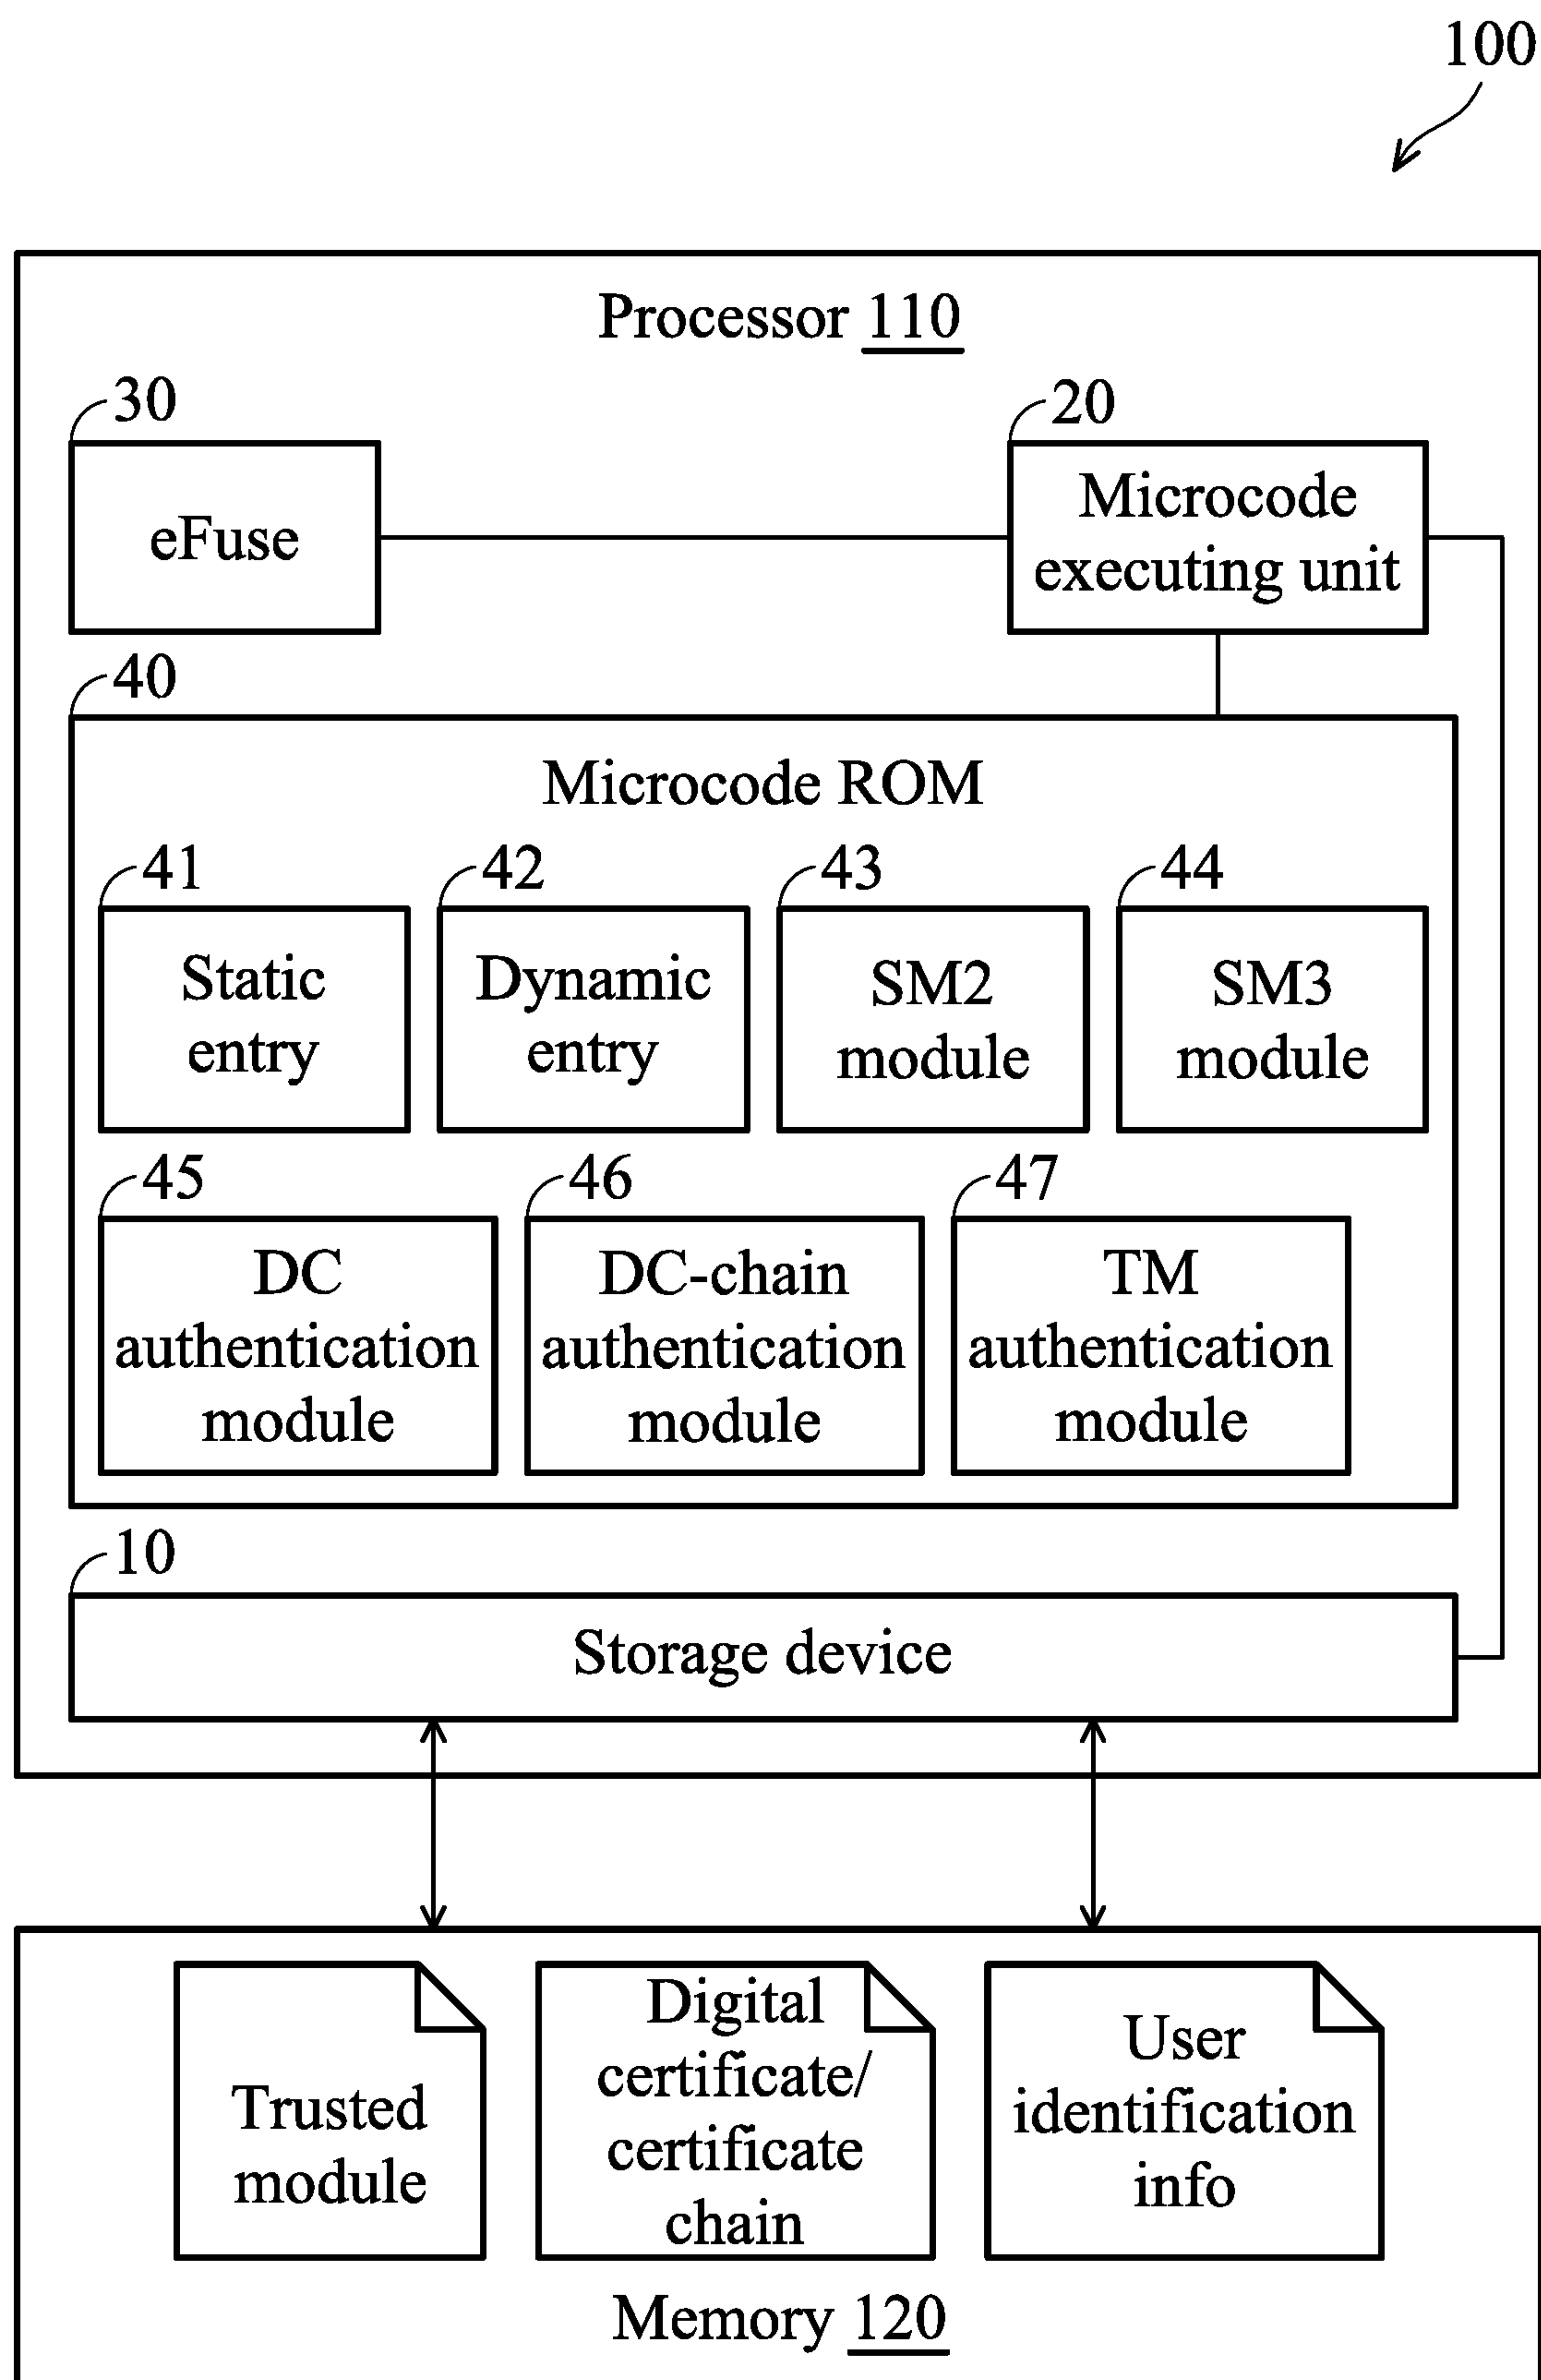 100
Processor 110
30
20
eFuse
Microcode
executing unit
40
Microcode ROM
41
42
43
44
Static
entry
Dynamic
entry
SM2
module
SM3
module
45
46
47
DC
authentication
module
DC-chain
authentication
module
TM
authentication
module
10
Storage device
Trusted
module
Digital
certificate/
certificate
chain
User
identification
info
Memory 120